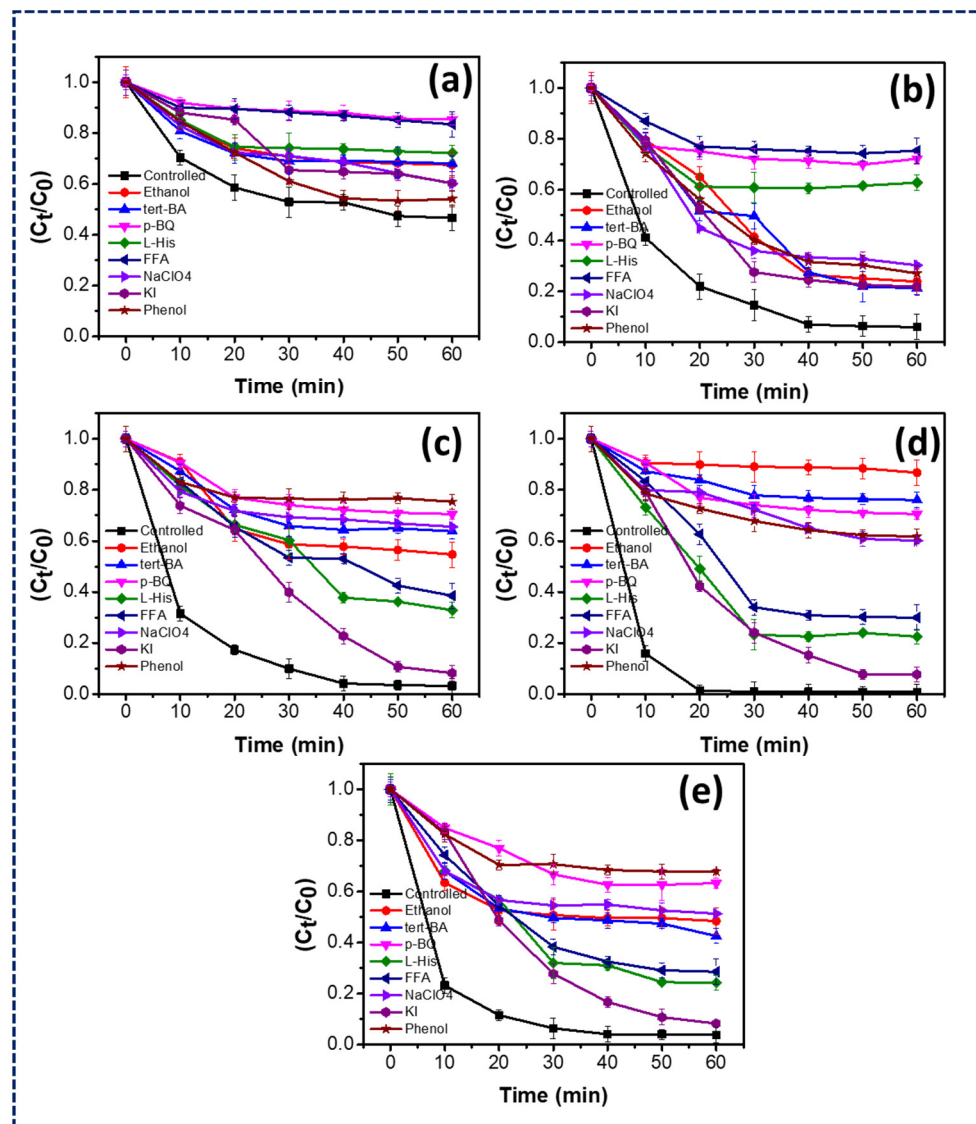 (a)
(Ct/C0)
1.0
0.8
0.6
0.4
0.2
0.0
Controlled
Ethanol
tert-BA
p-BQ
L-His
FFA
NaClO4
KI
Phenol
0 10 20 30 40 50 60
Time (min)
(b)
(Ct/C0)
1.0
0.8
0.6
0.4
0.2
0.0
Controlled
Ethanol
tert-BA
p-BQ
L-His
FFA
NaClO4
KI
Phenol
0 10 20 30 40 50 60
Time (min)
(c)
(Ct/C0)
1.0
0.8
0.6
0.4
0.2
0.0
Controlled
Ethanol
tert-BA
p-BQ
L-His
FFA
NaClO4
KI
Phenol
0 10 20 30 40 50 60
Time (min)
(d)
(Ct/C0)
1.0
0.8
0.6
0.4
0.2
0.0
Controlled
Ethanol
tert-BA
p-BQ
L-His
FFA
NaClO4
KI
Phenol
0 10 20 30 40 50 60
Time (min)
(e)
(Ct/C0)
1.0
0.8
0.6
0.4
0.2
0.0
Controlled
Ethanol
tert-BA
p-BQ
L-His
FFA
NaClO4
KI
Phenol
0 10 20 30 40 50 60
Time (min)